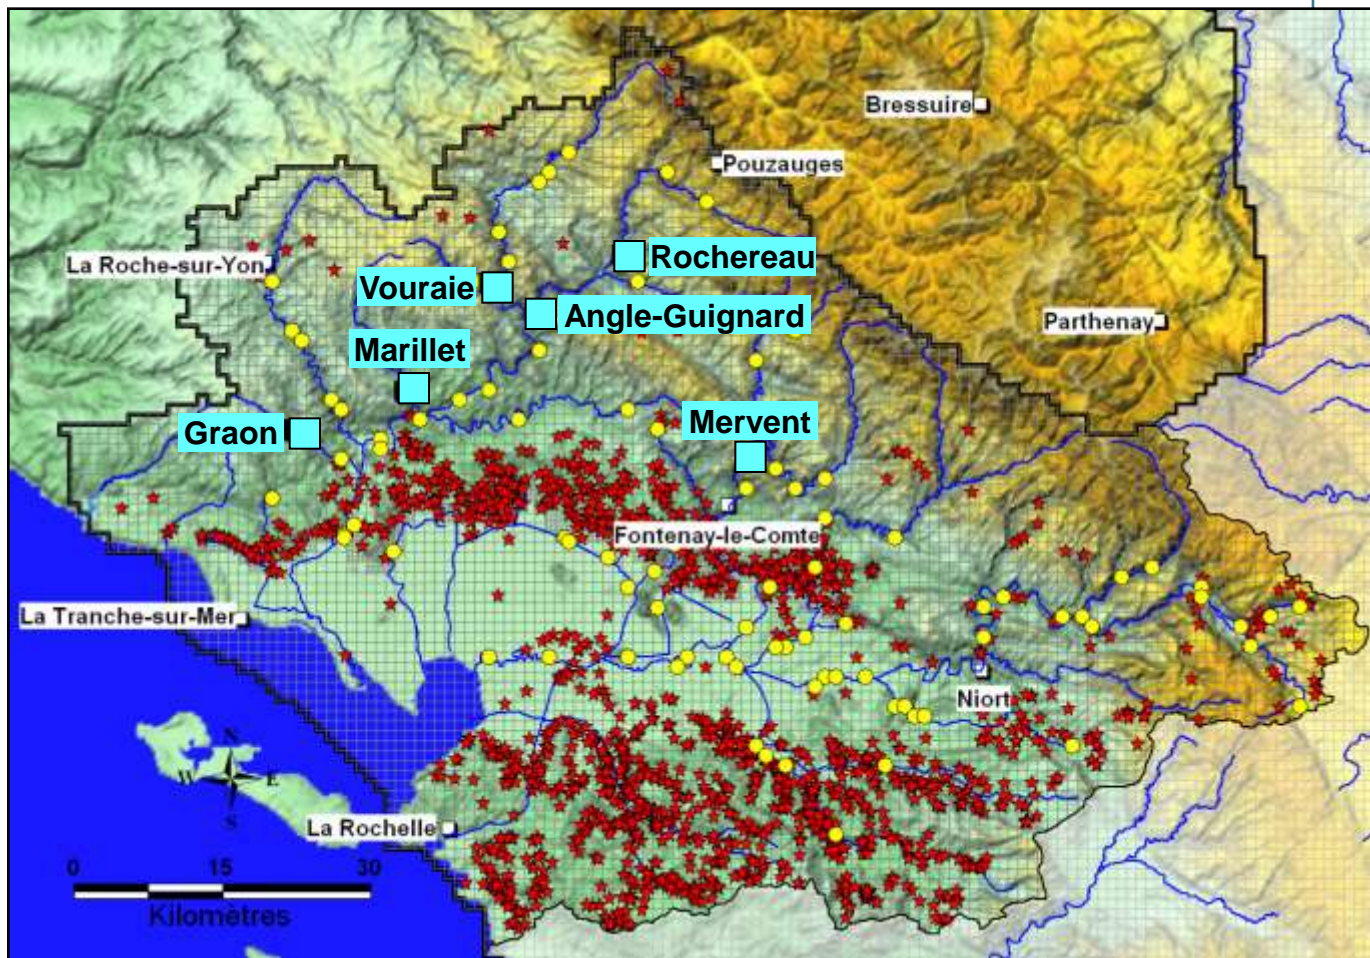 Bressuire
Pouzauges
La Roche-sur-Yon
Rochereau
Vouraie
Angle-Guignard
Parthenay
Marillet
Graon
Mervent
Fontenay-le-Comte
La Tranche-sur-Mer
Niort
N
W E
S
La Rochelle
0 15 30
Kilomètres